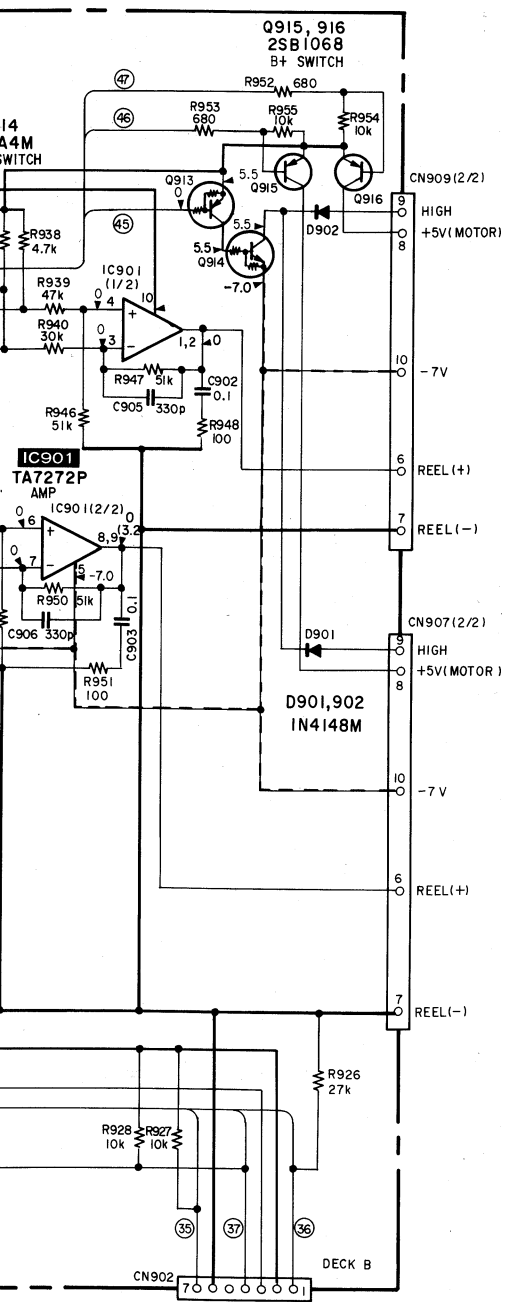 Q915, 916
2SB1068
B+ SWITCH
47
R952 680
46
R953
680
R955
10k
R954
10k
14
A4M
SWITCH
Q913
0
5.5
Q915
Q916
CN909(2/2)
9
HIGH
+5V(MOTOR)
8
R938
4.7k
45
5.5
Q914
5.5
D902
-7.0
IC901
(1/2)
R939
47k
0
4
10
+
R940
30k
0
3
-
1,2
0
10
-7V
R947 51k
C902
0.1
C905 330p
R946
51k
R948
100
6
REEL(+)
IC901
TA7272P
AMP
IC901(2/2)
7
REEL(-)
0
6
+
8,9
0
(3.2
0
7
-
5
-7.0
R950 51k
C906 330p
C903
0.1
CN907(2/2)
D901
9
HIGH
+5V(MOTOR)
8
R951
100
D901,902
1N4148M
10
-7V
6
REEL(+)
7
REEL(-)
R926
27k
R928
10k
R927
10k
35
37
36
DECK B
CN902
7
1